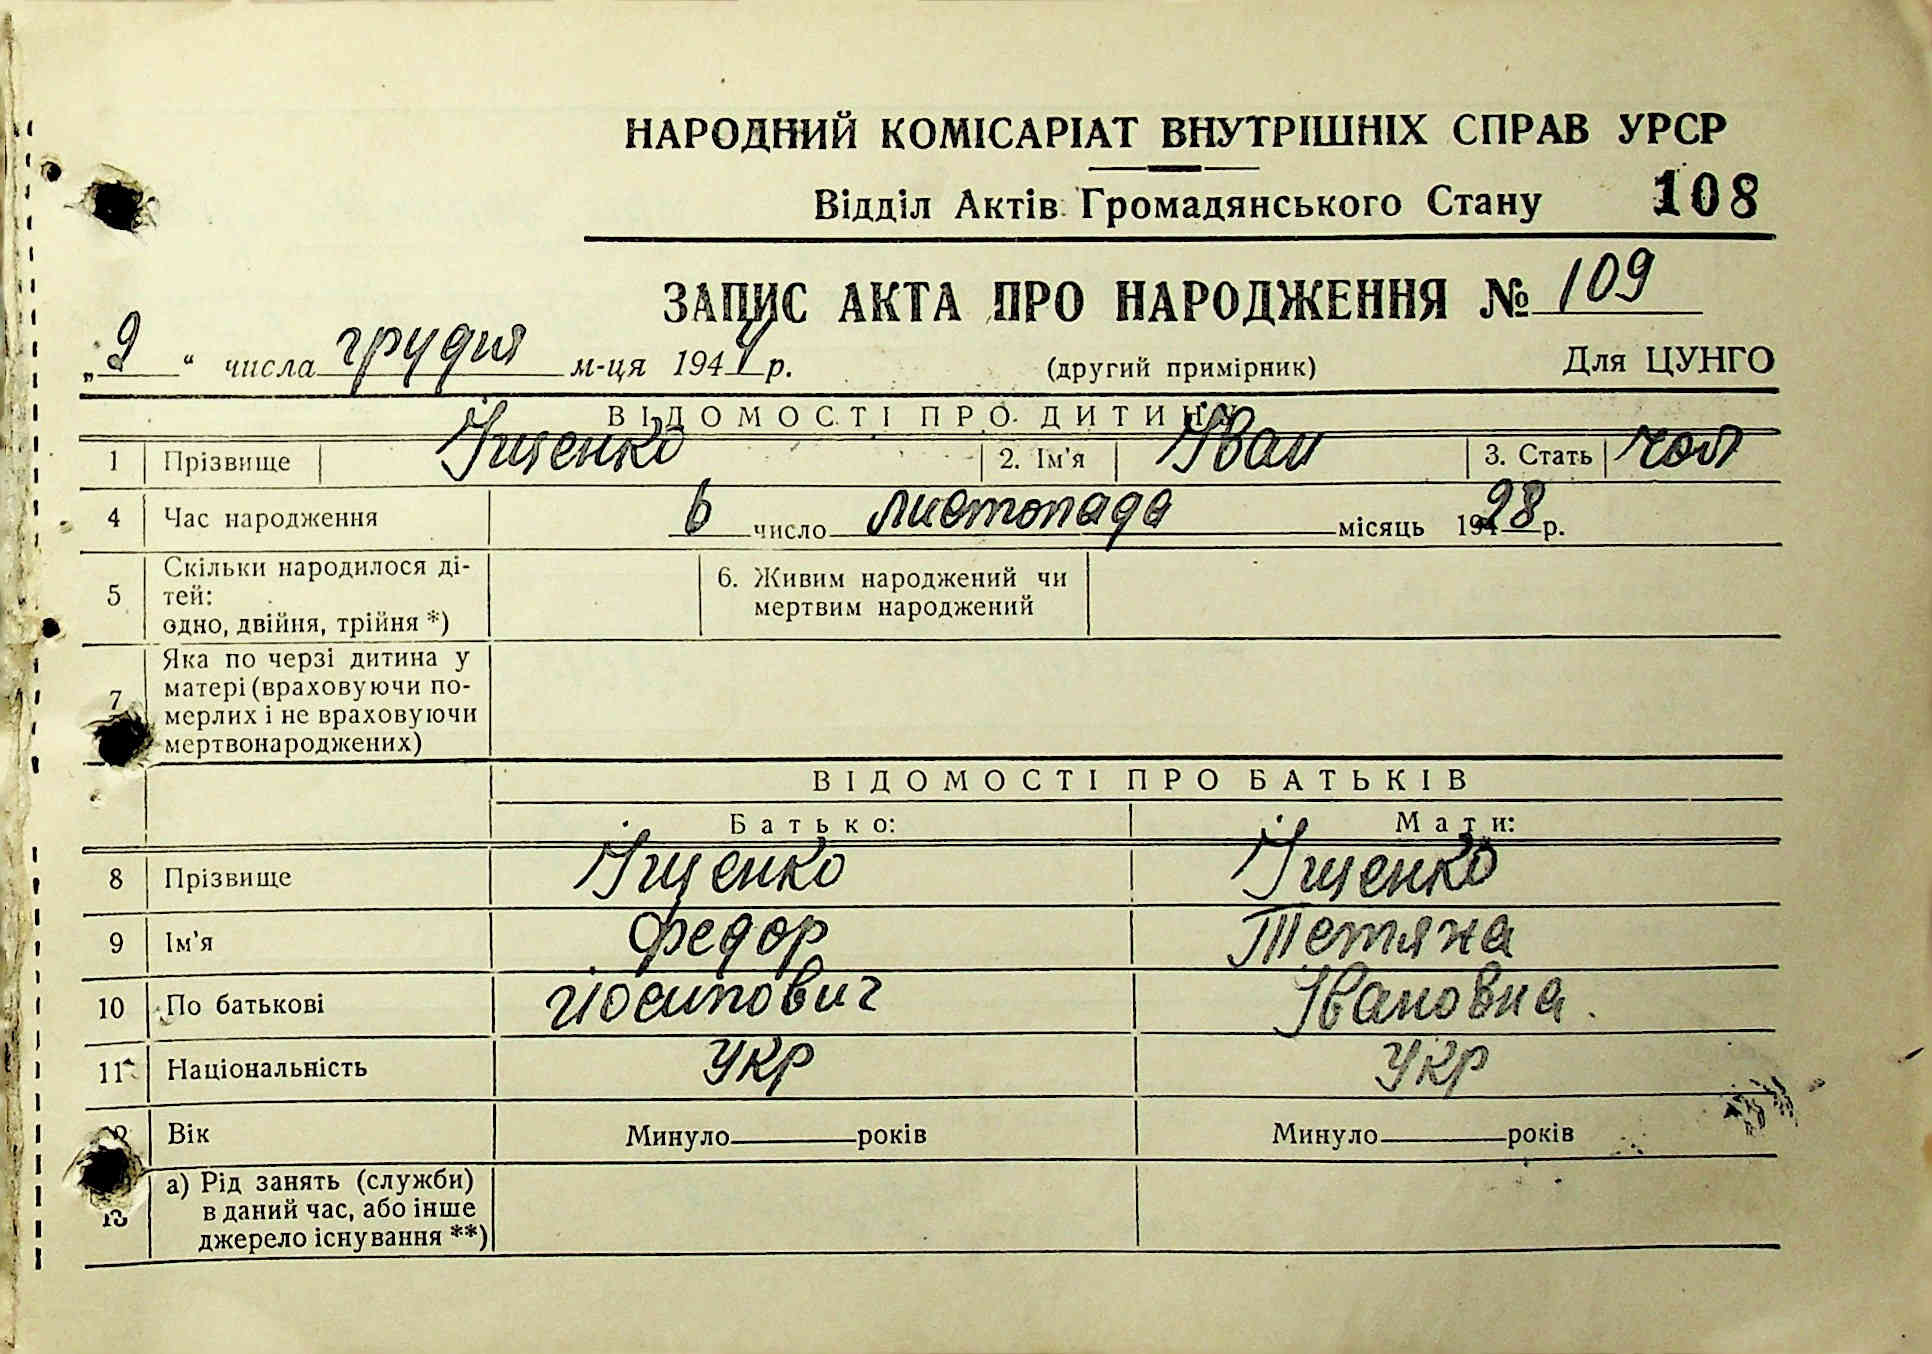 НАРОДНИЙ КОМІСАРІАТ ВНУТРІШНІХ СПРАВ УРСР
Відділ Актів Громадянського Стану 108
ЗАПИС АКТА ПРО НАРОДЖЕННЯ № 109
„9“ числа грудня м-ця 1944 р. (другий примірник) Для ЦУНГО
ВІДОМОСТІ ПРО ДИТИНУ
1 Прізвище Іщенко 2. Ім'я Іван 3. Стать чол
4 Час народження 6 число листопада місяць 1928 р.
5 Скільки народилося ді-
тей:
одно, двійня, трійня *)
6. Живим народжений чи
мертвим народжений
7 Яка по черзі дитина у
матері (враховуючи по-
мерлих і не враховуючи
мертвонароджених)
ВІДОМОСТІ ПРО БАТЬКІВ
Батько: Мати:
8 Прізвище Іщенко Іщенко
9 Ім'я Федор Тетяна
10 По батькові Йосипович Івановна.
11 Національність Укр Укр
12 Вік Минуло років Минуло років
13 а) Рід занять (служби)
в даний час, або інше
джерело існування **)